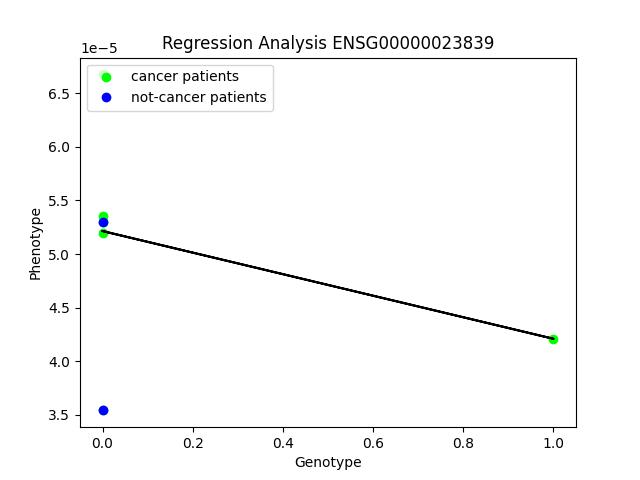 Regression Analysis ENSG00000023839
1e−5
cancer patients
not-cancer patients
6.5
6.0
5.5
5.0
4.5
4.0
3.5
Phenotype
0.0 0.2 0.4 0.6 0.8 1.0
Genotype